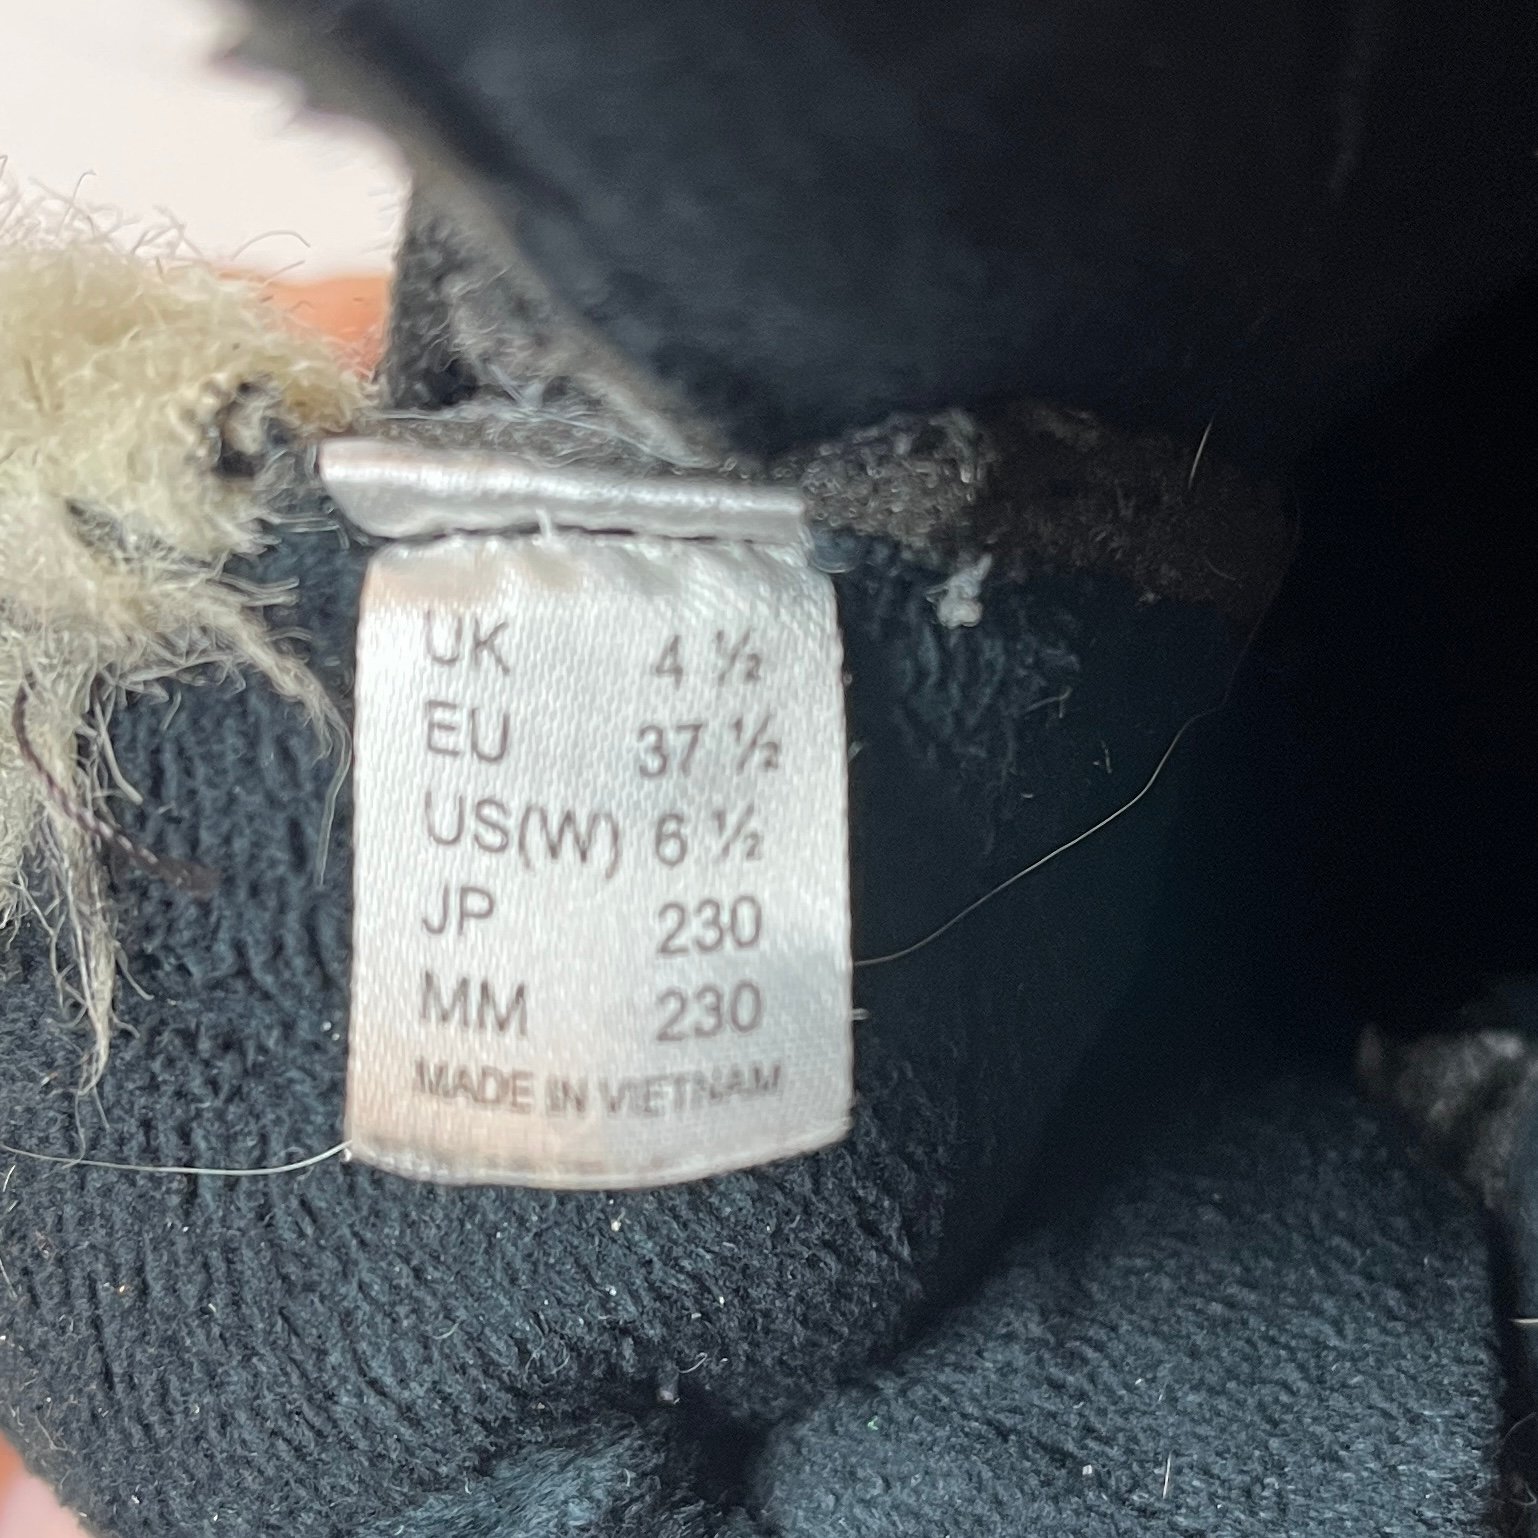 UK 4 ½
EU 37 ½
US(W) 6 ½
JP 230
MM 230
MADE IN VIETNAM